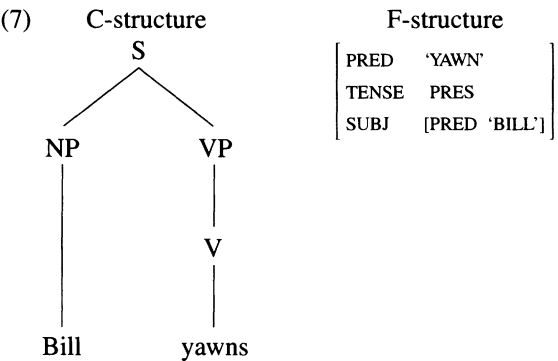 (7) C-structure F-structure
S
PRED ‘YAWN’
TENSE PRES
SUBJ [PRED ‘BILL’]
NP VP
V
Bill yawns